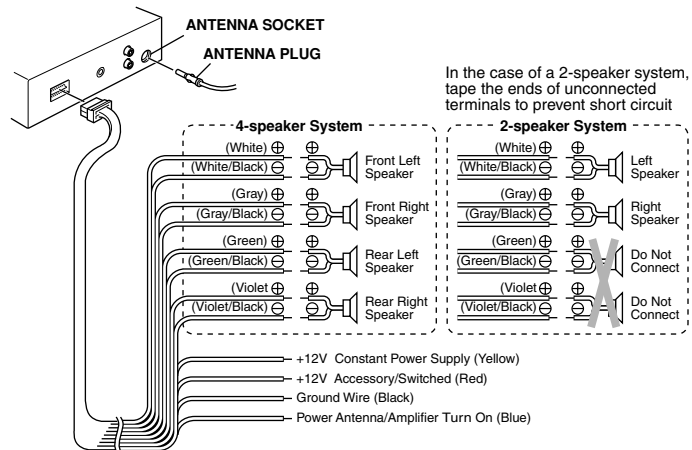 ANTENNA SOCKET
ANTENNA PLUG
In the case of a 2-speaker system,
tape the ends of unconnected
terminals to prevent short circuit
4-speaker System
(White) ⊕ ⊕
(White/Black) ⊖ ⊖
Front Left
Speaker
(Gray) ⊕ ⊕
(Gray/Black) ⊖ ⊖
Front Right
Speaker
(Green) ⊕ ⊕
(Green/Black) ⊖ ⊖
Rear Left
Speaker
(Violet ⊕ ⊕
(Violet/Black) ⊖ ⊖
Rear Right
Speaker
2-speaker System
(White) ⊕ ⊕
(White/Black) ⊖ ⊖
Left
Speaker
(Gray) ⊕ ⊕
(Gray/Black) ⊖ ⊖
Right
Speaker
(Green) ⊕ ⊕
(Green/Black) ⊖ ⊖
Do Not
Connect
(Violet ⊕ ⊕
(Violet/Black) ⊖ ⊖
Do Not
Connect
+12V Constant Power Supply (Yellow)
+12V Accessory/Switched (Red)
Ground Wire (Black)
Power Antenna/Amplifier Turn On (Blue)